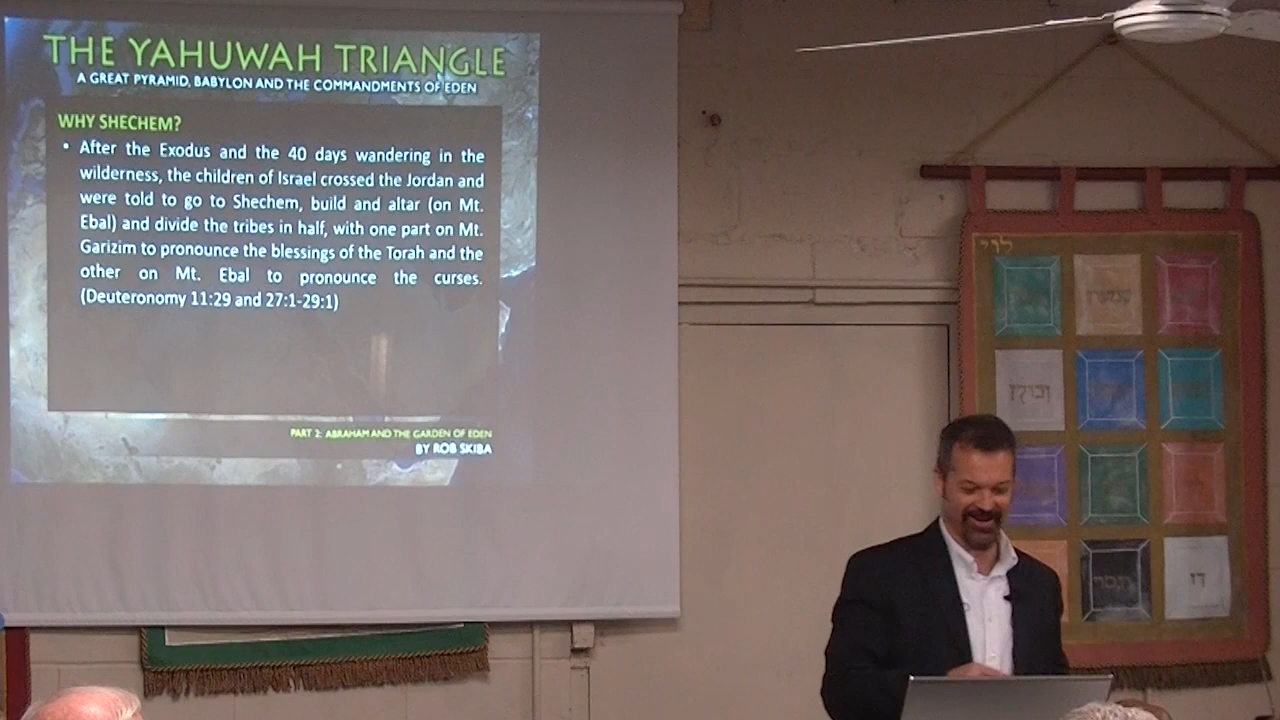 THE YAHUWAH TRIANGLE
A GREAT PYRAMID, BABYLON AND THE COMMANDMENTS OF EDEN
WHY SHECHEM?
• After the Exodus and the 40 days wandering in the
wilderness, the children of Israel crossed the Jordan and
were told to go to Shechem, build and altar (on Mt.
Ebal) and divide the tribes in half, with one part on Mt.
Garizim to pronounce the blessings of the Torah and the
other on Mt. Ebal to pronounce the curses.
(Deuteronomy 11:29 and 27:1-29:1)
PART 2: ABRAHAM AND THE GARDEN OF EDEN
BY ROB SKIBA
לוי
זבולן
דן